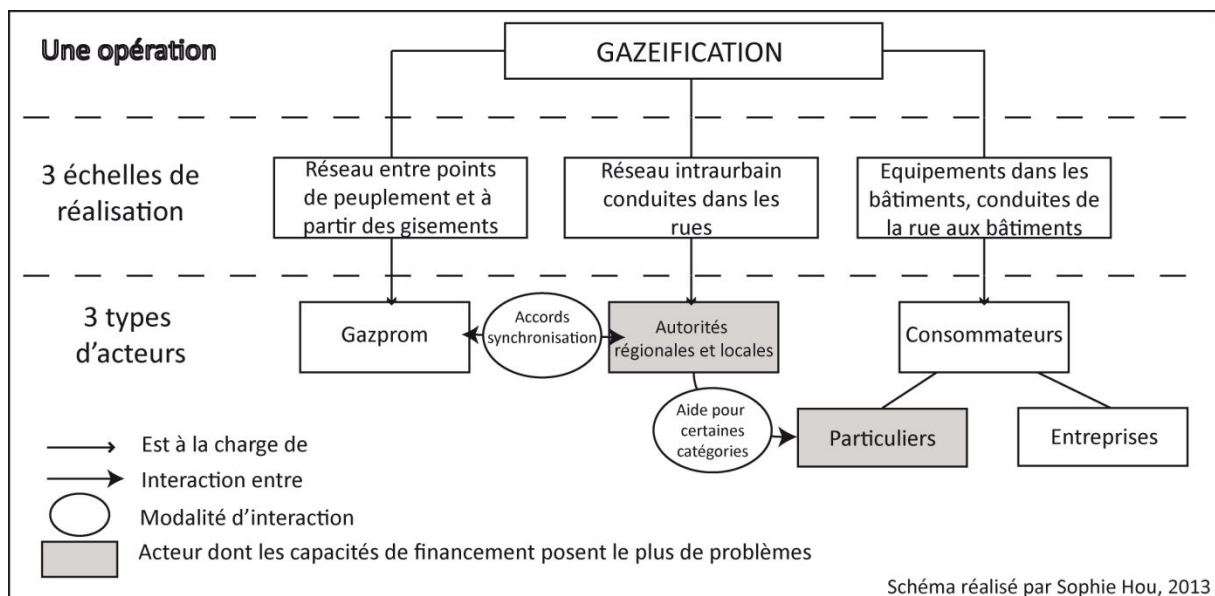 Une opération
GAZEIFICATION
3 échelles de
réalisation
Réseau entre points
de peuplement et à
partir des gisements
Réseau intraurbain
conduites dans les
rues
Equipements dans les
bâtiments, conduites de
la rue aux bâtiments
3 types
d'acteurs
Gazprom
Accords
synchronisation
Autorités
régionales et locales
Consommateurs
Aide pour
certaines
catégories
Particuliers
Entreprises
Est à la charge de
Interaction entre
Modalité d'interaction
Acteur dont les capacités de financement posent le plus de problèmes
Schéma réalisé par Sophie Hou, 2013